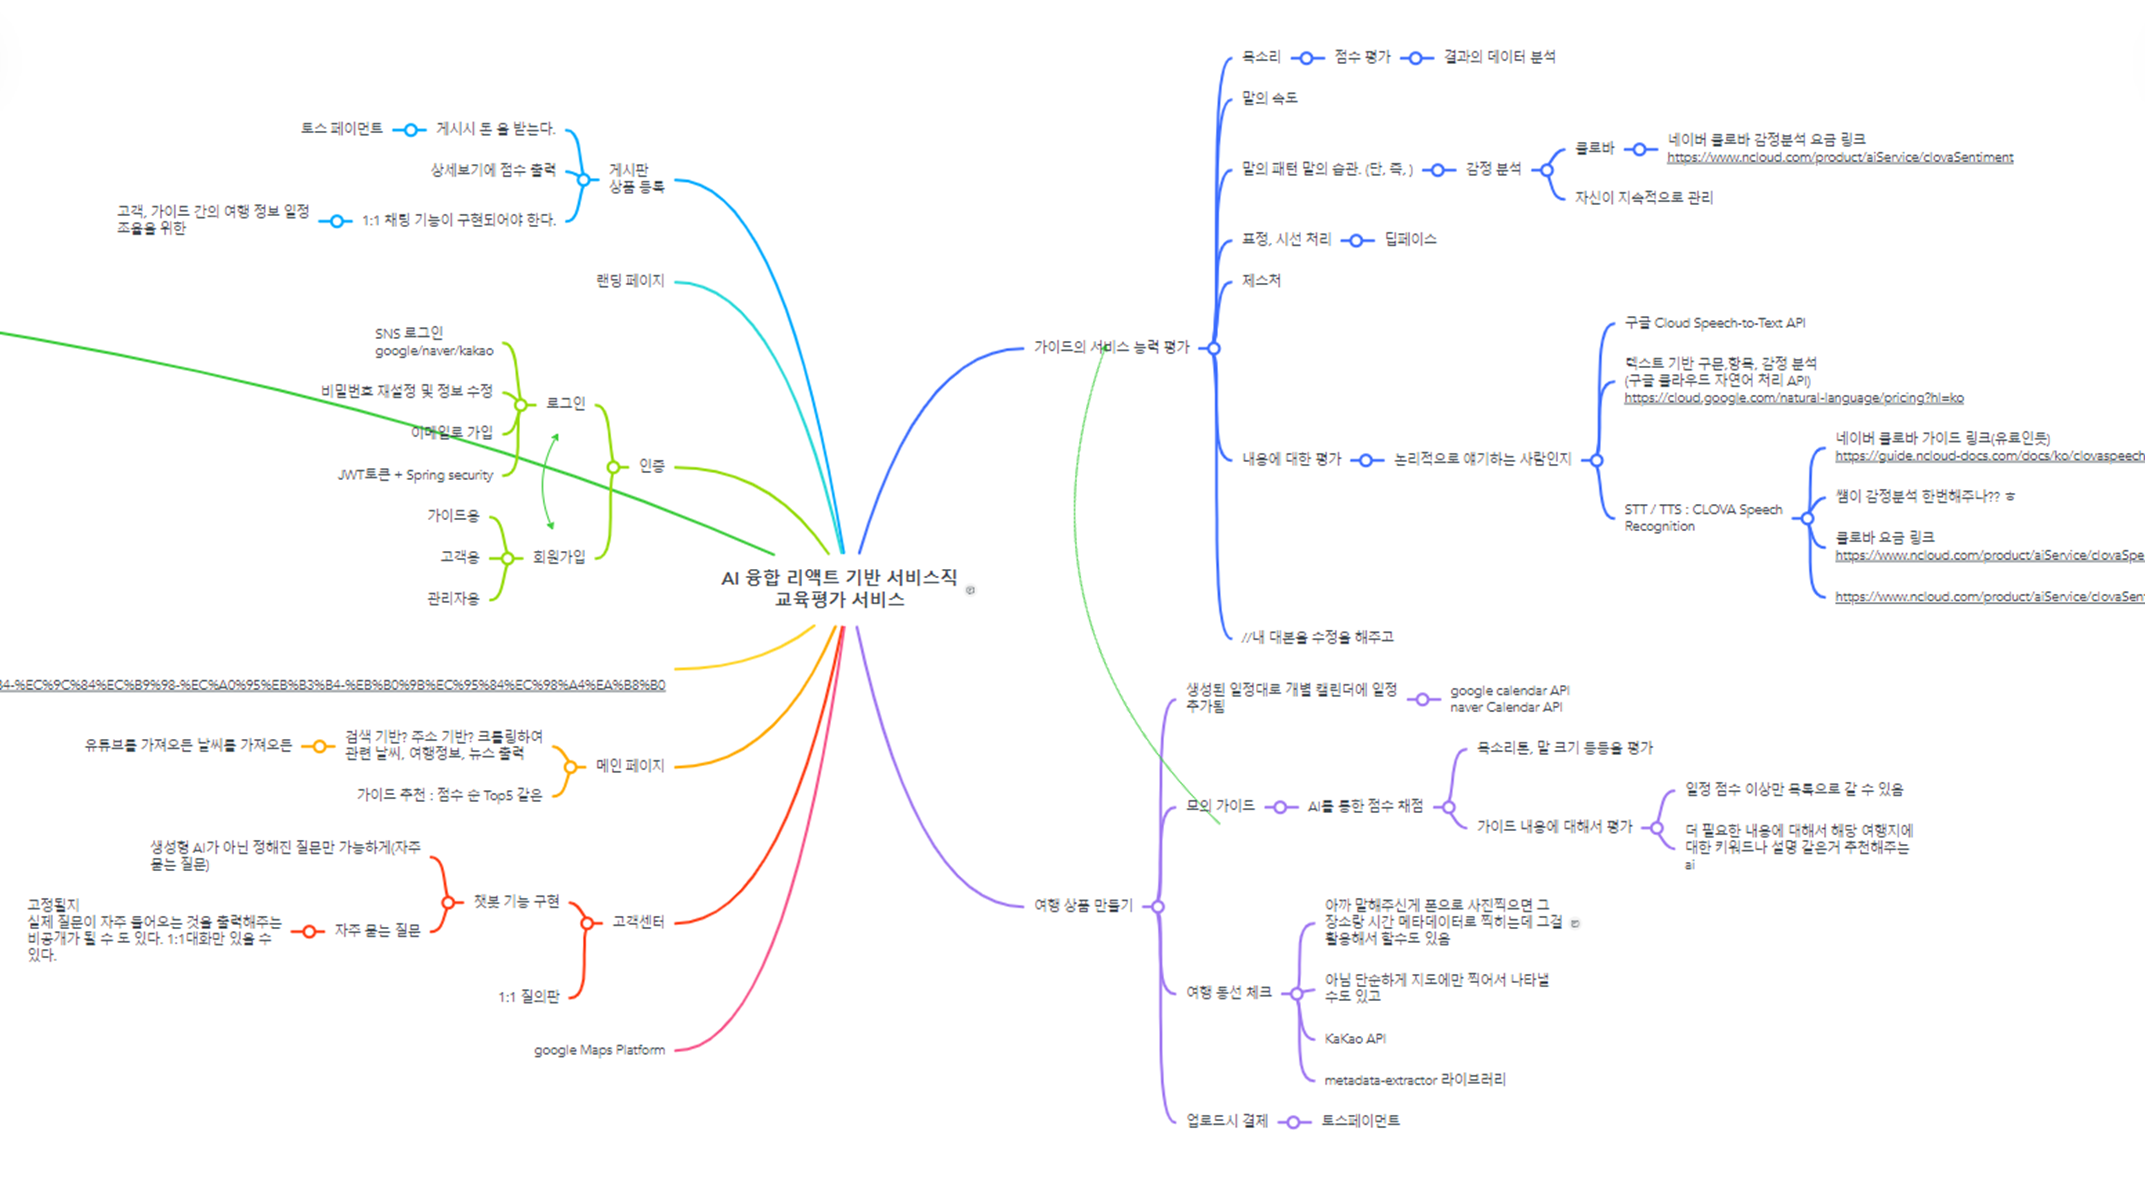 AI 융합 리액트 기반 서비스직
교육평가 서비스
가이드의 서비스 능력 평가
목소리
점수 평가
결과의 데이터 분석
말의 속도
말의 패턴 말의 습관. (단, 즉, )
감정 분석
클로바
네이버 클로바 감정분석 요금 링크
https://www.ncloud.com/product/aiService/clovaSentiment
자신이 지속적으로 관리
표정, 시선 처리
딥페이스
제스처
내용에 대한 평가
논리적으로 얘기하는 사람인지
구글 Cloud Speech-to-Text API
텍스트 기반 구문,항목, 감정 분석
(구글 클라우드 자연어 처리 API)
https://cloud.google.com/natural-language/pricing?hl=ko
STT / TTS : CLOVA Speech
Recognition
네이버 클로바 가이드 링크(유료인듯)
https://guide.ncloud-docs.com/docs/ko/clovaspeech
쌤이 감정분석 한번해주나?? ㅎ
클로바 요금 링크
https://www.ncloud.com/product/aiService/clovaSpe
https://www.ncloud.com/product/aiService/clovaSen
//내 대본을 수정을 해주고
여행 상품 만들기
생성된 일정대로 개별 캘린더에 일정
추가됨
google calendar API
naver Calendar API
모의 가이드
AI를 통한 점수 채점
목소리톤, 말 크기 등등을 평가
가이드 내용에 대해서 평가
일정 점수 이상만 목록으로 갈 수 있음
더 필요한 내용에 대해서 해당 여행지에
대한 키워드나 설명 같은거 추천해주는
ai
여행 동선 체크
아까 말해주신게 폰으로 사진찍으면 그
장소랑 시간 메타데이터로 찍히는데 그걸
활용해서 할수도 있음
아님 단순하게 지도에만 찍어서 나타낼
수도 있고
KaKao API
metadata-extractor 라이브러리
업로드시 결제
토스페이먼트
게시판
상품 등록
게시시 돈 을 받는다.
토스 페이먼트
상세보기에 점수 출력
1:1 채팅 기능이 구현되어야 한다.
고객, 가이드 간의 여행 정보 일정
조율을 위한
랜딩 페이지
인증
로그인
SNS 로그인
google/naver/kakao
비밀번호 재설정 및 정보 수정
이메일로 가입
JWT토큰 + Spring security
회원가입
가이드용
고객용
관리자용
34-%EC%9C%84%EC%B9%98-%EC%A0%95%EB%B3%B4-%EB%B0%9B%EC%95%84%EC%98%A4%EA%B8%B0
메인 페이지
검색 기반? 주소 기반? 크롤링하여
관련 날씨, 여행정보, 뉴스 출력
유튜브를 가져오든 날씨를 가져오든
가이드 추천 : 점수 순 Top5 같은
고객센터
챗봇 기능 구현
생성형 AI가 아닌 정해진 질문만 가능하게(자주
묻는 질문)
자주 묻는 질문
고정될지
실제 질문이 자주 들어오는 것을 출력해주는
비공개가 될 수 도 있다. 1:1대화만 있을 수
있다.
1:1 질의판
google Maps Platform